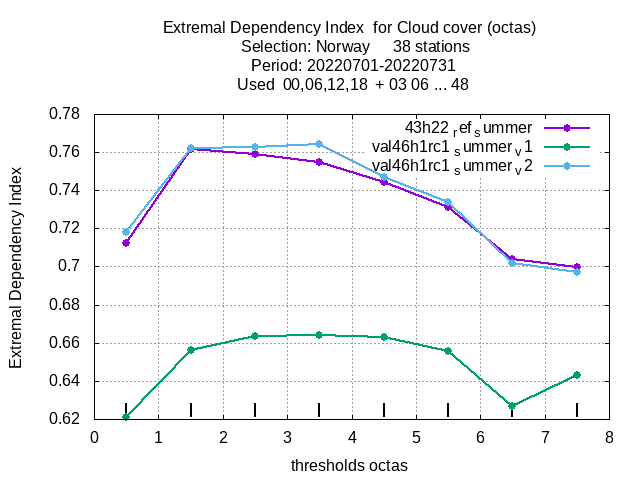 Extremal Dependency Index for Cloud cover (octas)
Selection: Norway 38 stations
Period: 20220701-20220731
Used 00,06,12,18 + 03 06 ... 48
43h22 ref summer
val46h1rc1 summer v1
val46h1rc1 summer v2
Extremal Dependency Index
0.78
0.76
0.74
0.72
0.7
0.68
0.66
0.64
0.62
0 1 2 3 4 5 6 7 8
thresholds octas